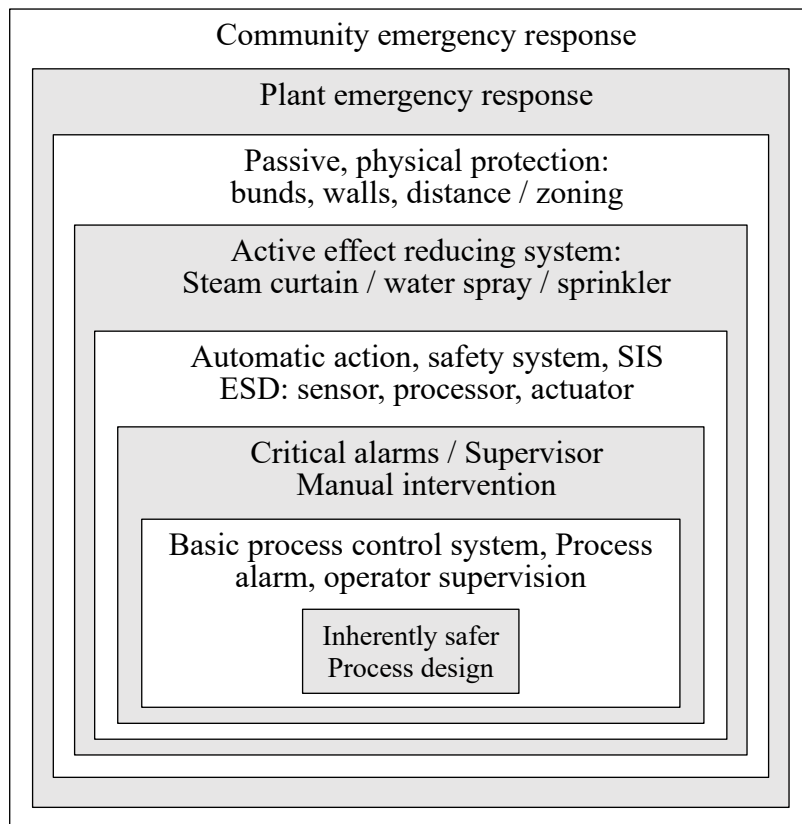 Community emergency response
Plant emergency response
Passive, physical protection:
bunds, walls, distance / zoning
Active effect reducing system:
Steam curtain / water spray / sprinkler
Automatic action, safety system, SIS
ESD: sensor, processor, actuator
Critical alarms / Supervisor
Manual intervention
Basic process control system, Process
alarm, operator supervision
Inherently safer
Process design